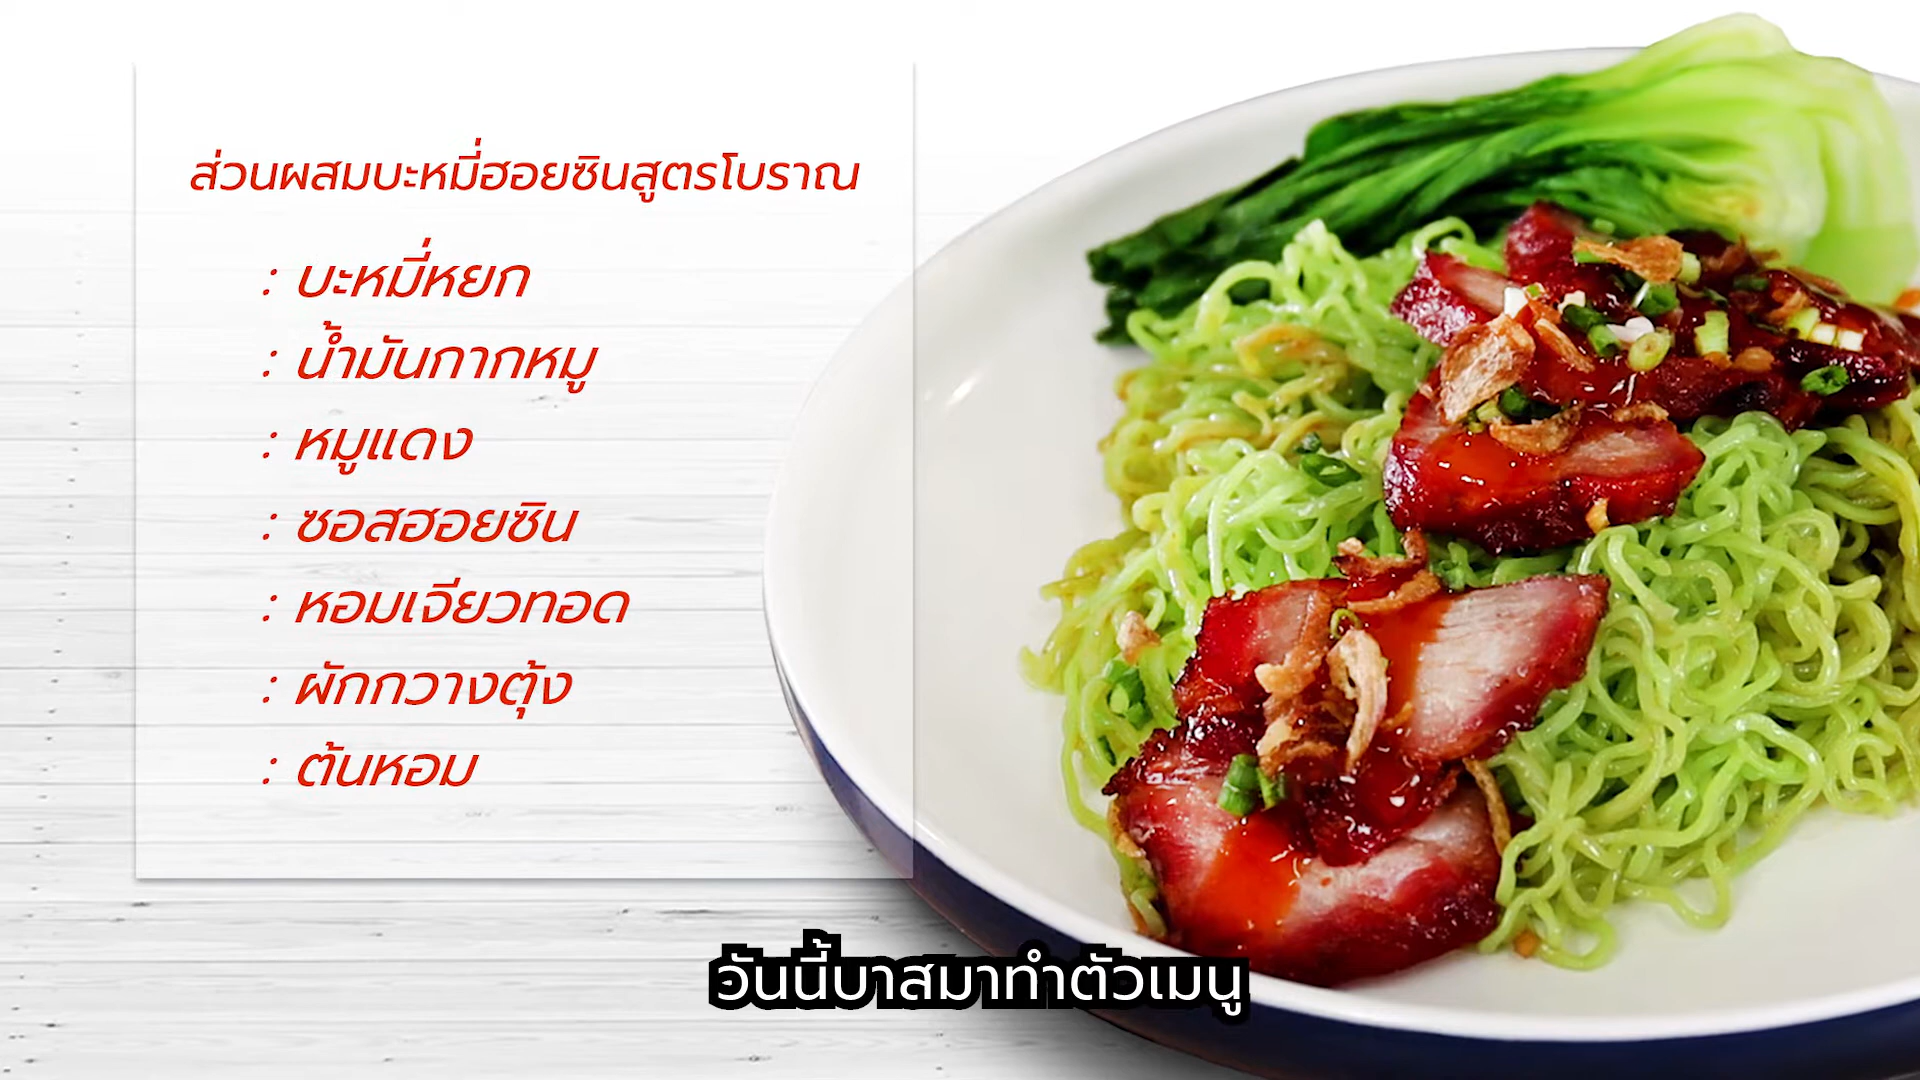 ส่วนผสมบะหมี่ฮอยซินสูตรโบราณ
: บะหมี่หยก
: น้ำมันกากหมู
: หมูแดง
: ซอสฮอยซิน
: หอมเจียวทอด
: ผักกวางตุ้ง
: ต้นหอม
วันนี้บาสมาทำตัวเมนู